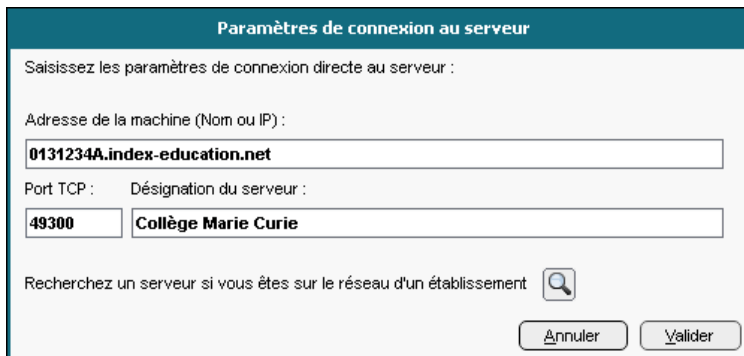 Paramètres de connexion au serveur
Saisissez les paramètres de connexion directe au serveur :
Adresse de la machine (Nom ou IP) :
0131234A.index-education.net
Port TCP : Désignation du serveur :
49300 Collège Marie Curie
Recherchez un serveur si vous êtes sur le réseau d'un établissement
Annuler Valider